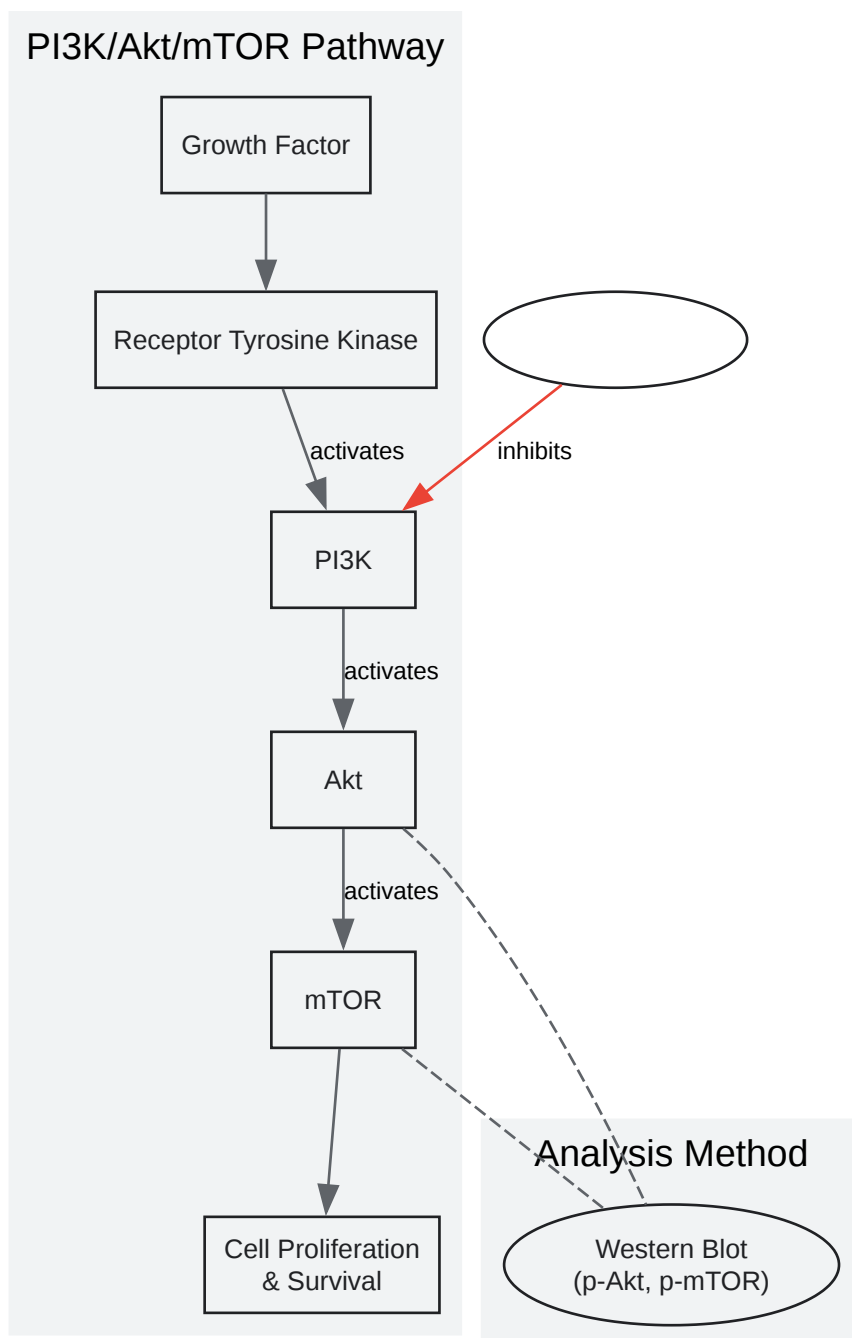 PI3K/Akt/mTOR Pathway
Growth Factor
Receptor Tyrosine Kinase
activates
inhibits
PI3K
activates
Akt
activates
mTOR
Analysis Method
Cell Proliferation
& Survival
Western Blot
(p-Akt, p-mTOR)